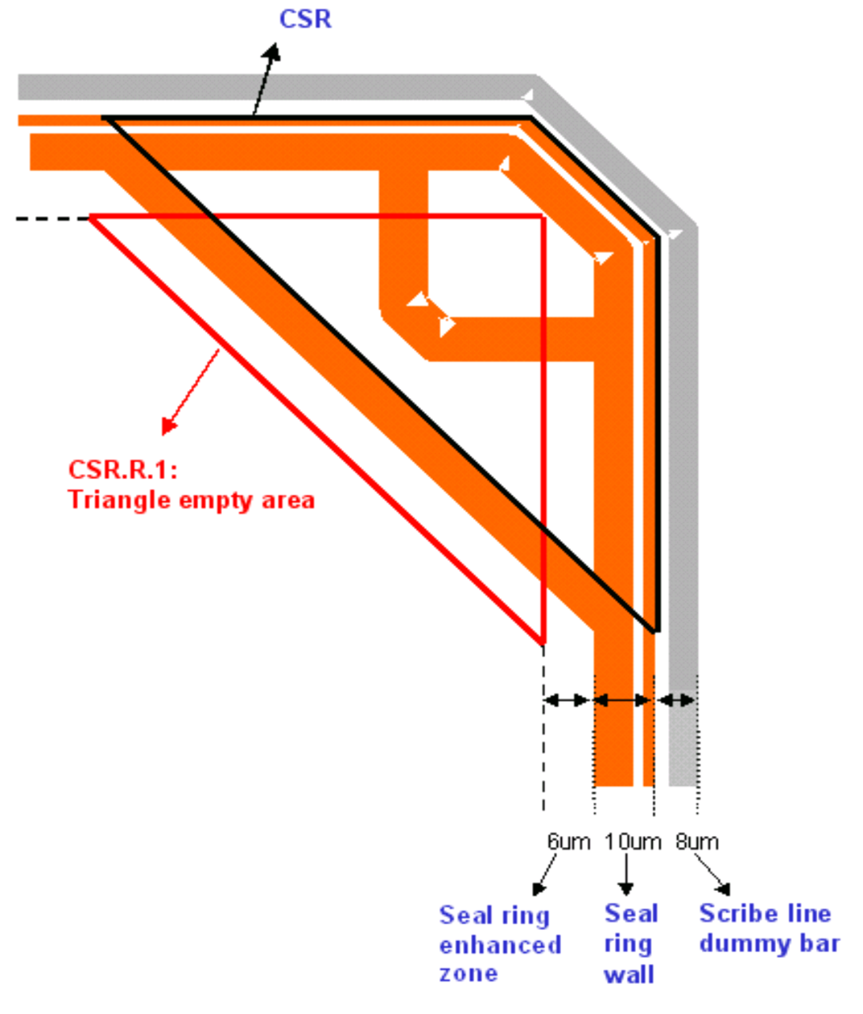 CSR
CSR.R.1:
Triangle empty area
6um 10um 8um
Seal ring
enhanced
zone
Seal
ring
wall
Scribe line
dummy bar